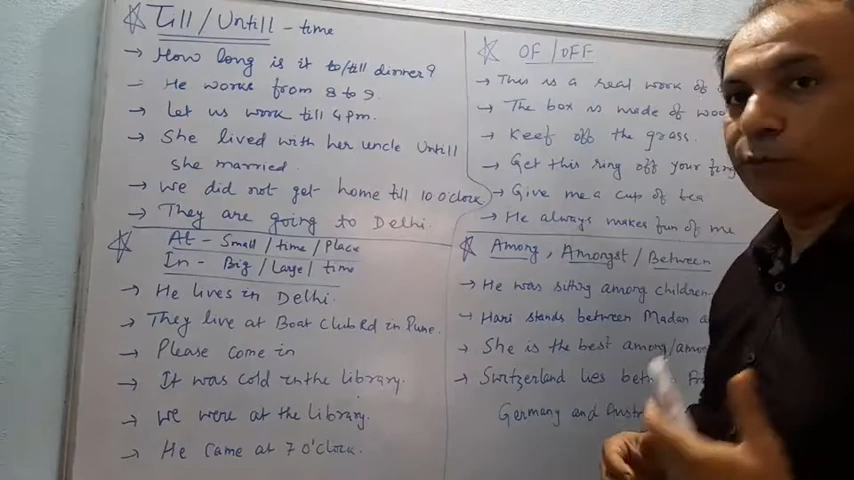 Till / Untill - time
→ How long is it to/till dinner?
→ He works from 8 to 9.
→ Let us work till 4pm.
→ She lived with her uncle Untill
she married.
→ We did not get home till 10 o'clock
→ They are going to Delhi.
At - Small / time / Place
In - Big / Large / time
→ He lives in Delhi.
→ They live at Boat Club Rd in Pune.
→ Please come in
→ It was cold in the library.
→ We were at the library.
→ He came at 7 o'clock.
OF / OFF
→ This is a real work of
→ The box is made of
→ Keep off the grass.
→ Get this ring off your
→ Give me a cup of tea
→ He always makes fun of me
Among, Amongst / Between
→ He was sitting among children
→ Hari stands between Madan
→ She is the best among/
→ Switzerland lies
Germany and